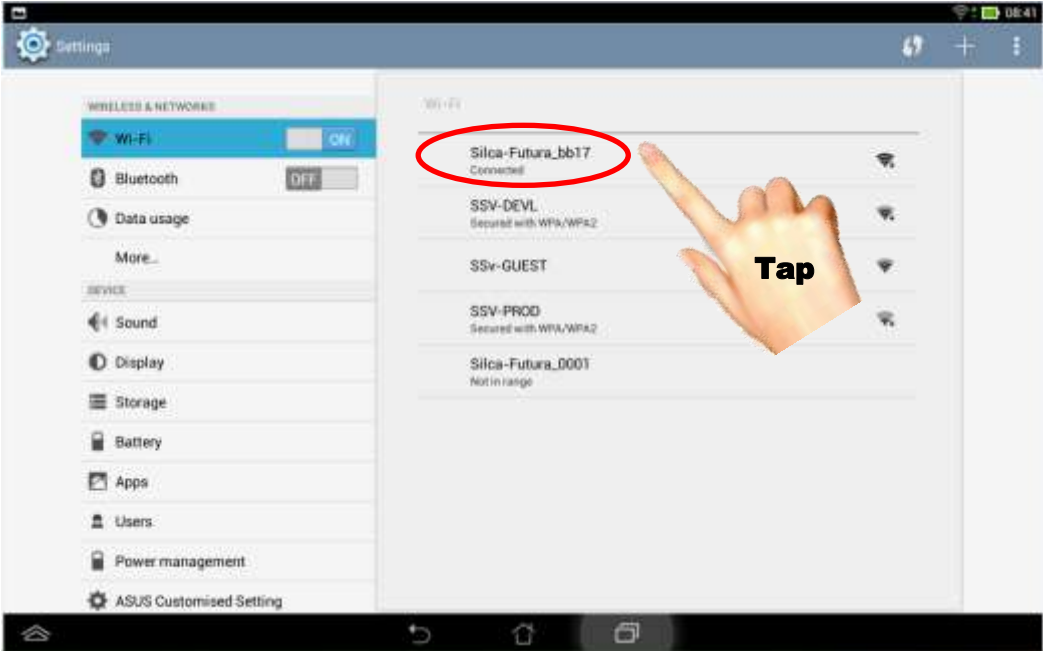 08:41
Settings
WIRELESS & NETWORKS
Wi-Fi
ON
Bluetooth
OFF
Data usage
More...
DEVICE
Sound
Display
Storage
Battery
Apps
Users
Power management
ASUS Customised Setting
Wi-Fi
Silca-Futura_bb17
Connected
SSV-DEVL
Secured with WPA/WPA2
SSv-GUEST
SSV-PROD
Secured with WPA/WPA2
Silca-Futura_0001
Not in range
Tap